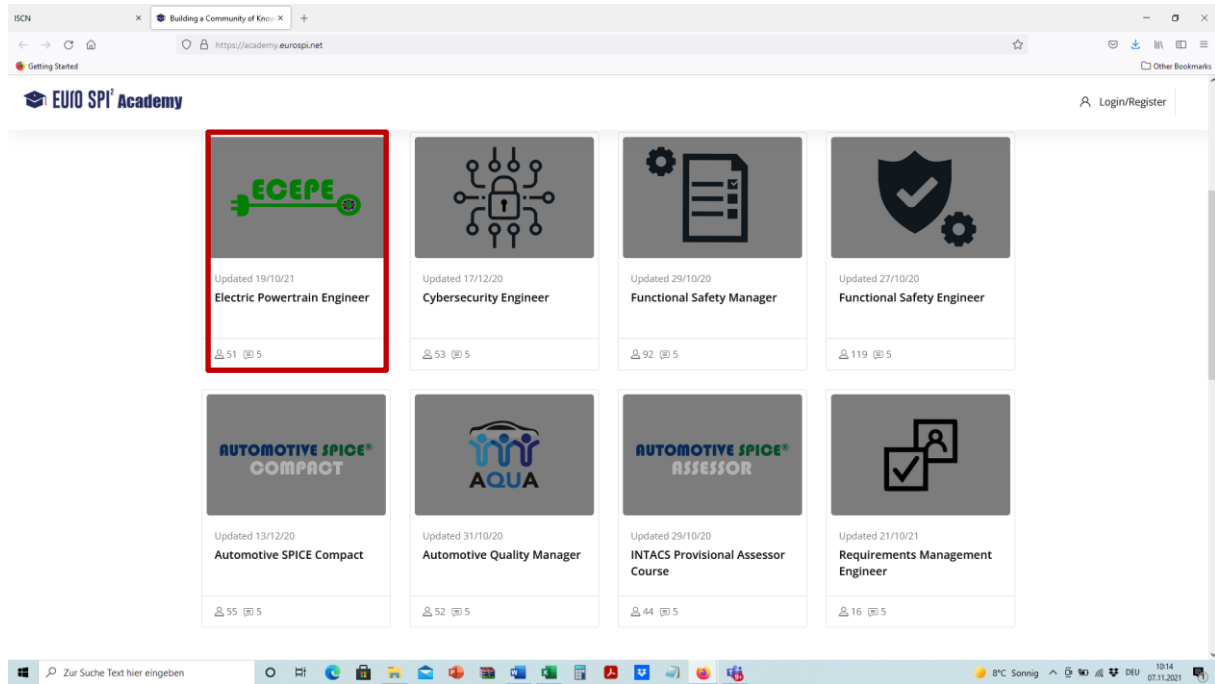 ISCN
Building a Community of Know
https://academy.eurospi.net
Getting Started
Other Bookmarks
EURO SPI² Academy
Login/Register
ECEPE
Updated 19/10/21
Electric Powertrain Engineer
51 5
Updated 17/12/20
Cybersecurity Engineer
53 5
Updated 29/10/20
Functional Safety Manager
92 5
Updated 27/10/20
Functional Safety Engineer
119 5
AUTOMOTIVE SPICE®
COMPACT
Updated 13/12/20
Automotive SPICE Compact
55 5
AQUA
Updated 31/10/20
Automotive Quality Manager
52 5
AUTOMOTIVE SPICE®
ASSESSOR
Updated 29/10/20
INTACS Provisional Assessor
Course
44 5
Updated 21/10/21
Requirements Management
Engineer
16 5
Zur Suche Text hier eingeben
8°C Sonnig
DEU
10:14
07.11.2021